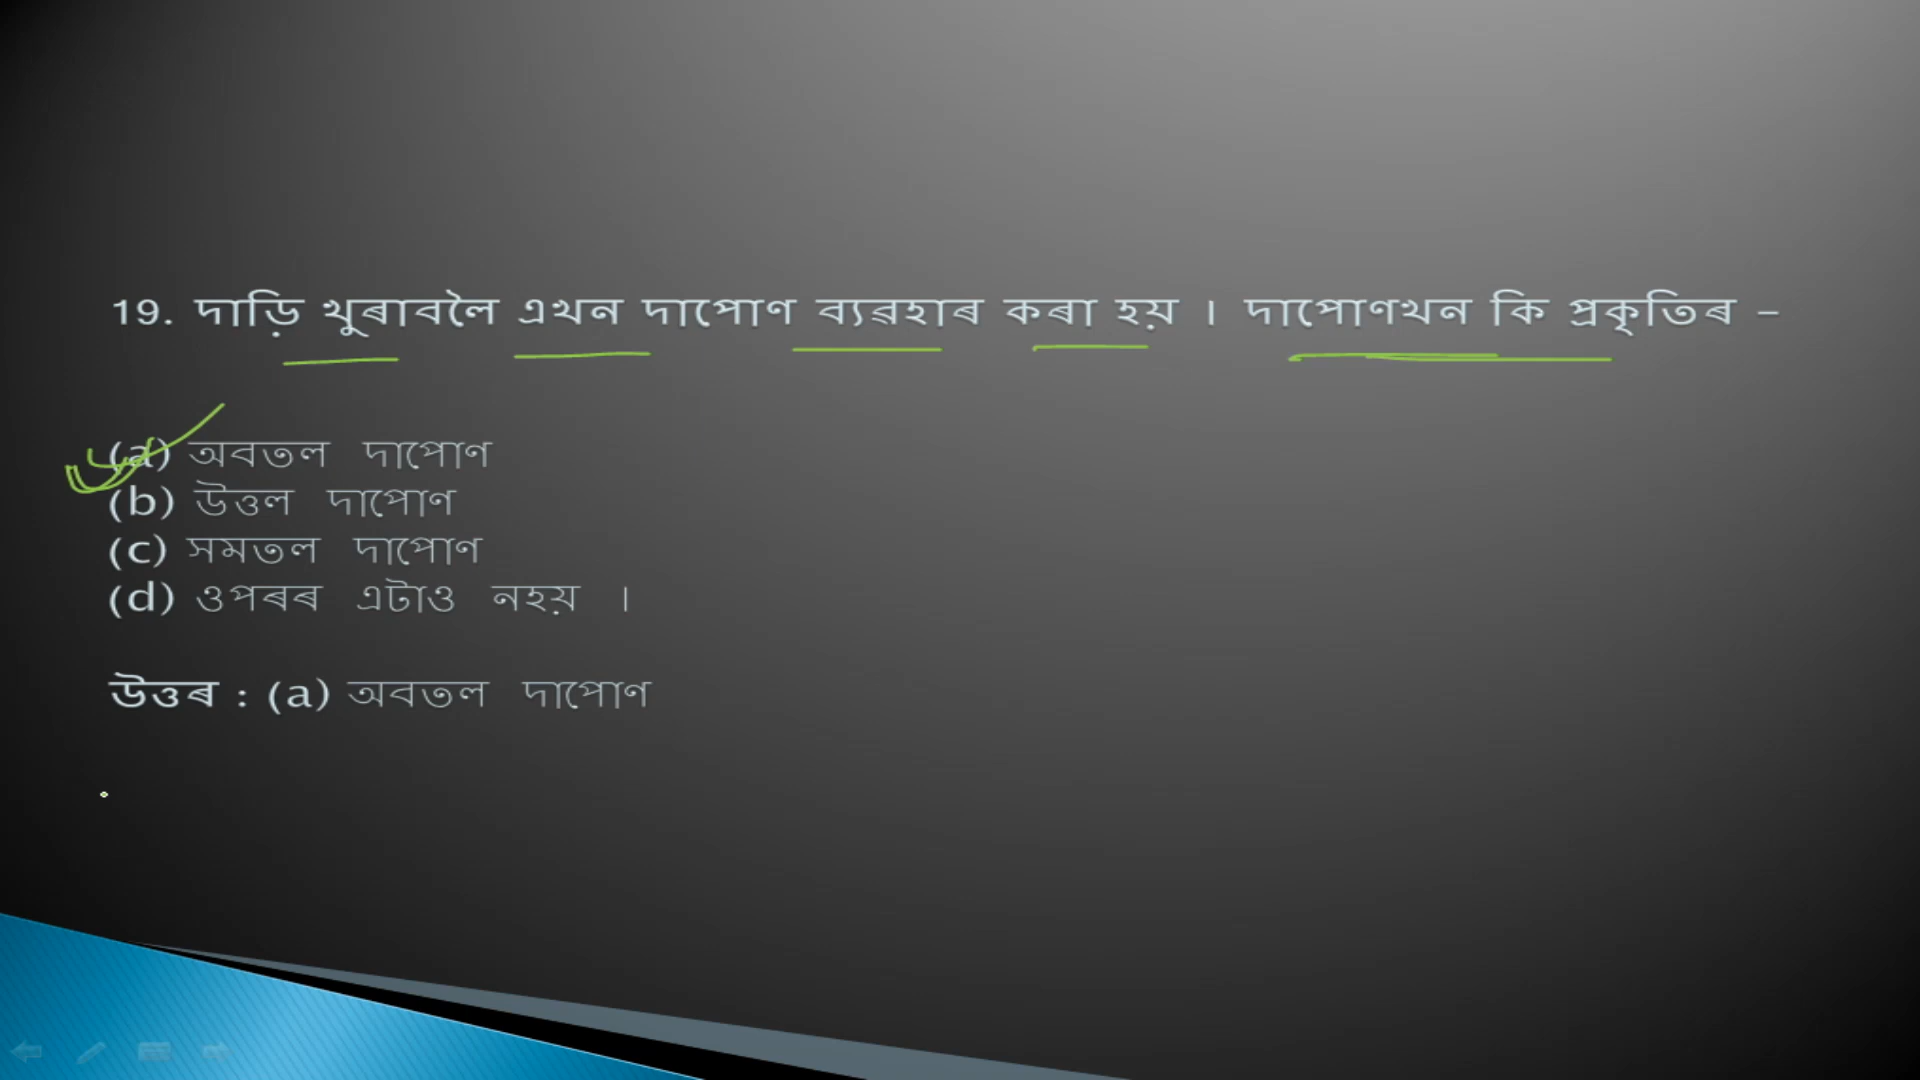 19. দাড়ি খুৰাবলৈ এখন দাপোণ ব্যৱহাৰ কৰা হয় । দাপোণখন কি প্ৰকৃতিৰ –
(a) অবতল দাপোণ
(b) উত্তল দাপোণ
(c) সমতল দাপোণ
(d) ওপৰৰ এটাও নহয় ।
উত্তৰ : (a) অবতল দাপোণ